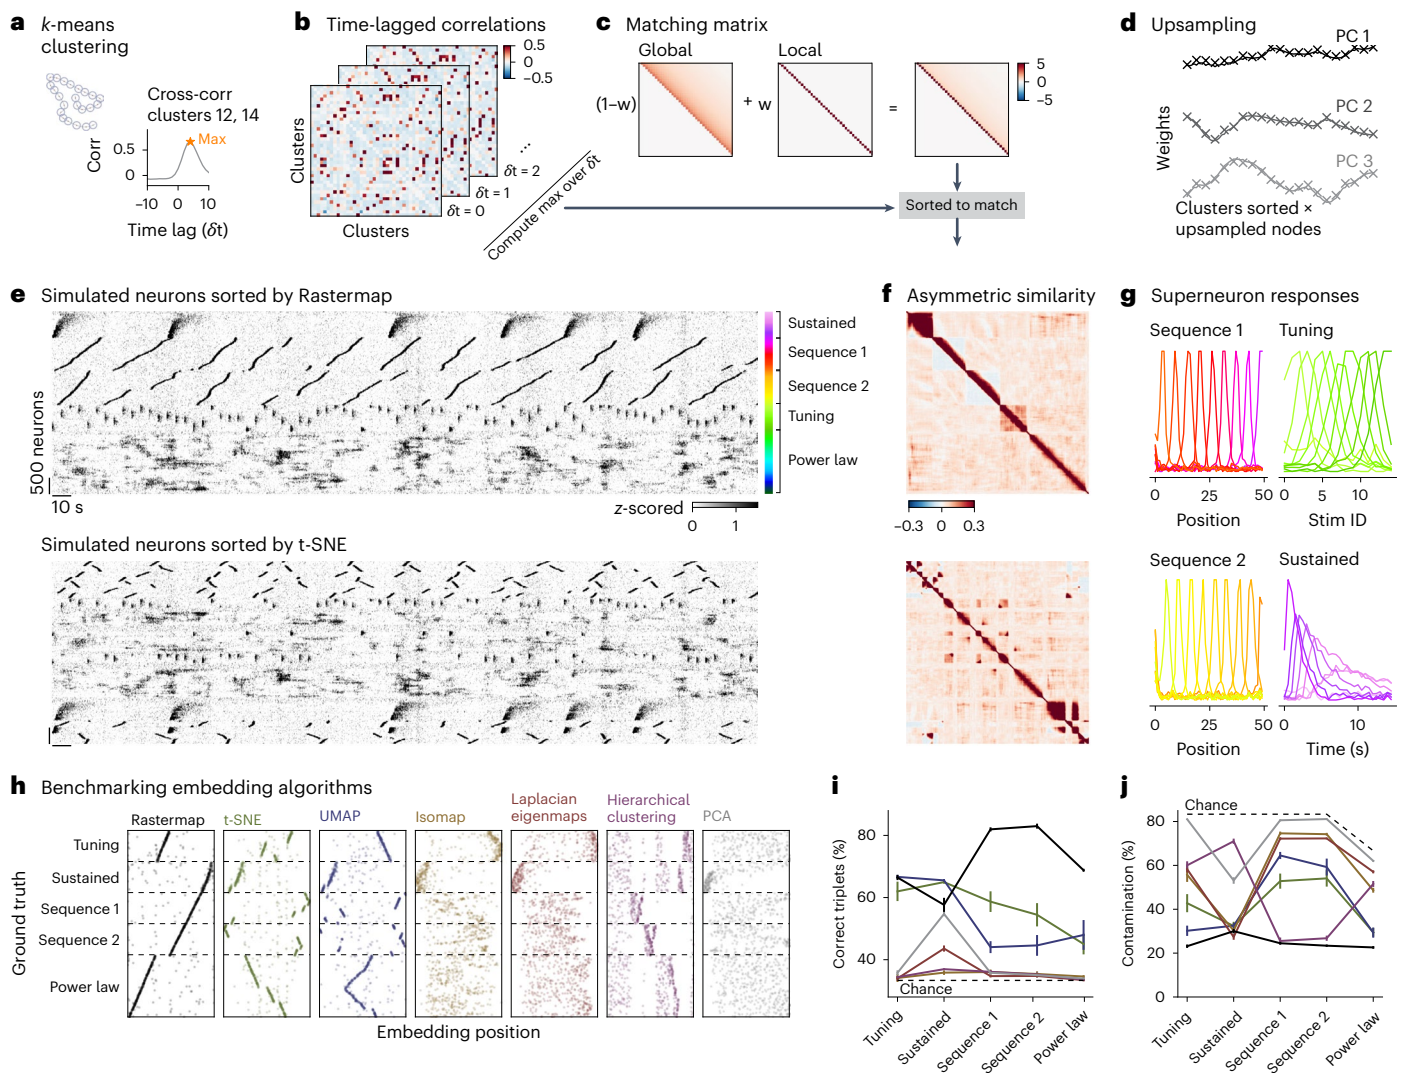 a k-means
clustering
Cross-corr
clusters 12, 14
Max
Corr
0.5
0
−10 0 10
Time lag (δt)
b Time-lagged correlations
0.5
0
−0.5
Clusters
Clusters
δt = 0
δt = 1
δt = 2
...
Compute max over δt
c Matching matrix
Global
Local
(1–w)
+ w
=
5
0
−5
Sorted to match
d Upsampling
PC 1
PC 2
PC 3
Weights
Clusters sorted ×
upsampled nodes
e Simulated neurons sorted by Rastermap
Sustained
Sequence 1
Sequence 2
Tuning
Power law
500 neurons
10 s
z-scored
0 1
Simulated neurons sorted by t-SNE
f Asymmetric similarity
−0.3 0 0.3
g Superneuron responses
Sequence 1
0 25 50
Position
Tuning
0 5 10
Stim ID
Sequence 2
0 25 50
Position
Sustained
0 10
Time (s)
h Benchmarking embedding algorithms
Rastermap
t-SNE
UMAP
Isomap
Laplacian
eigenmaps
Hierarchical
clustering
PCA
Ground truth
Tuning
Sustained
Sequence 1
Sequence 2
Power law
Embedding position
i
Correct triplets (%)
80
60
40
Chance
Tuning
Sustained
Sequence 1
Sequence 2
Power law
j
Contamination (%)
Chance
80
60
40
20
0
Tuning
Sustained
Sequence 1
Sequence 2
Power law